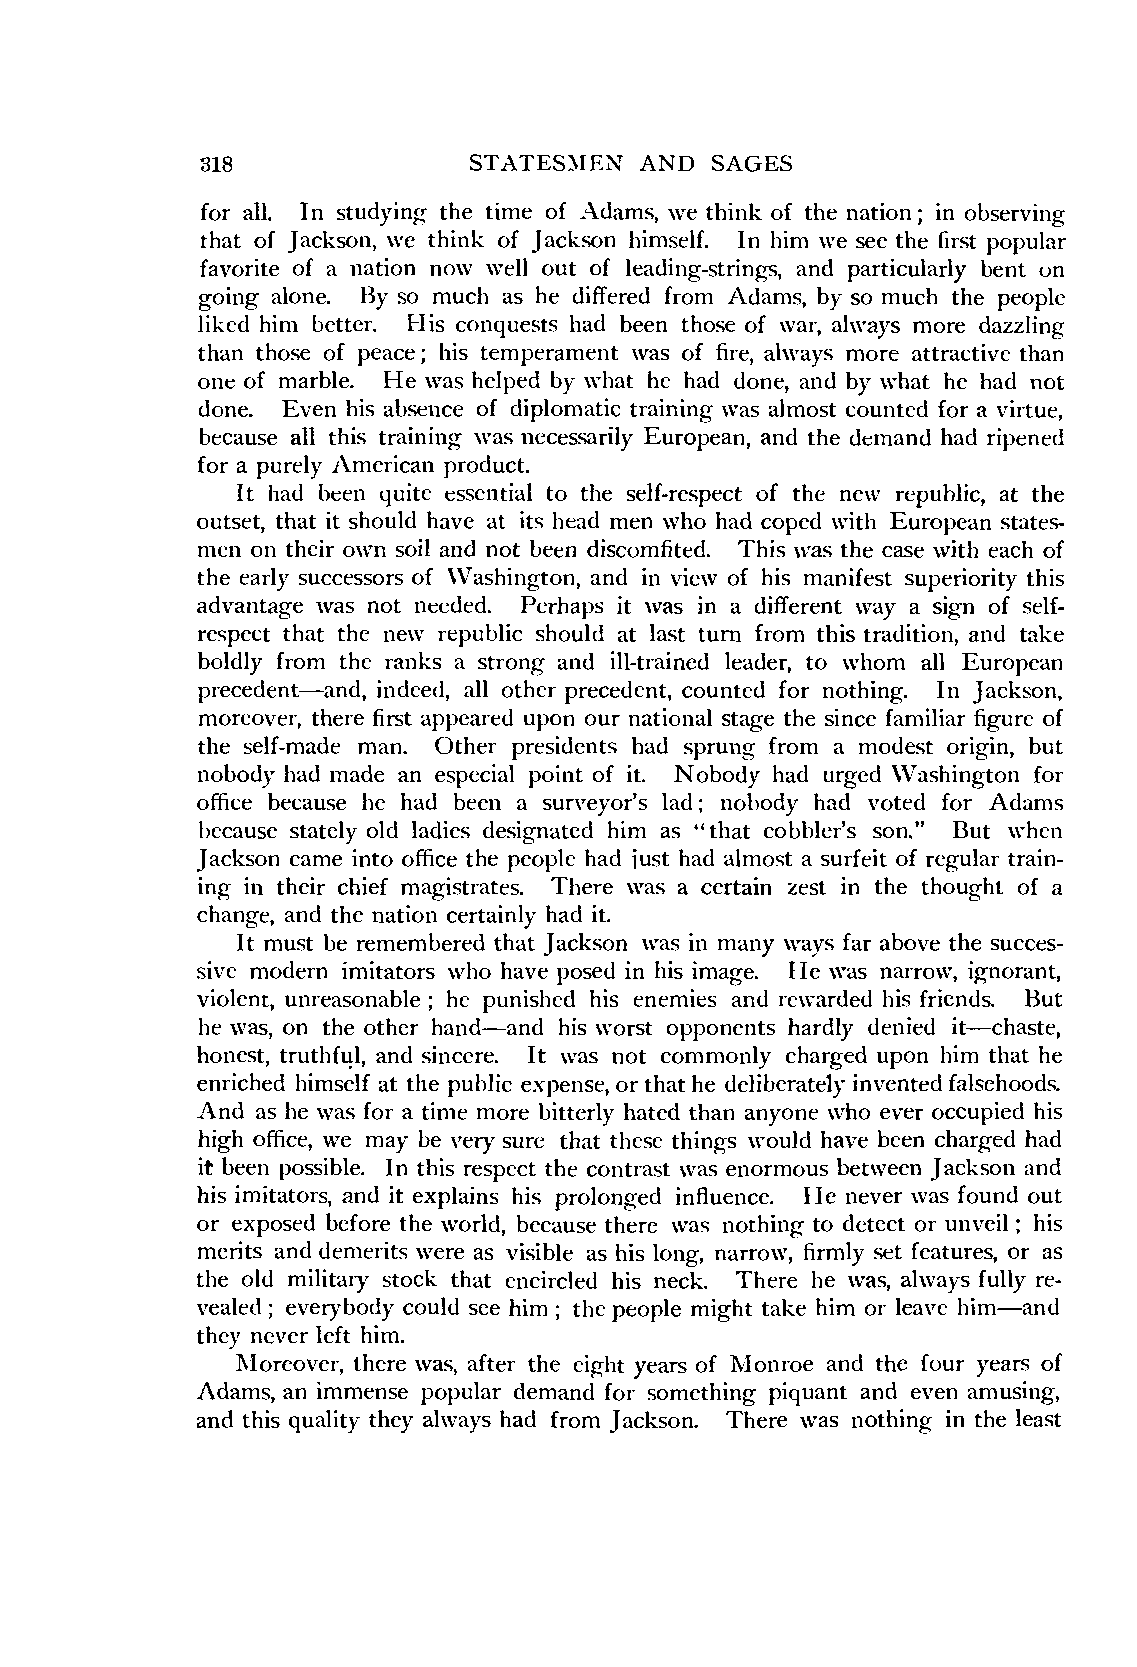 318 STATESMEN AND SAGES
for all. In studying the time of Adams, we think of the nation; in observing
that of Jackson, we think of Jackson himself. In him we see the first popular
favorite of a nation now well out of leading-strings, and particularly bent on
going alone. By so much as he differed from Adams, by so much the people
liked him better. His conquests had been those of war, always more dazzling
than those of peace; his temperament was of fire, always more attractive than
one of marble. He was helped by what he had done, and by what he had not
done. Even his absence of diplomatic training was almost counted for a virtue,
because all this training was necessarily European, and the demand had ripened
for a purely American product.
It had been quite essential to the self-respect of the new republic, at the
outset, that it should have at its head men who had coped with European states-
men on their own soil and not been discomfited. This was the case with each of
the early successors of Washington, and in view of his manifest superiority this
advantage was not needed. Perhaps it was in a different way a sign of self-
respect that the new republic should at last turn from this tradition, and take
boldly from the ranks a strong and ill-trained leader, to whom all European
precedent—and, indeed, all other precedent, counted for nothing. In Jackson,
moreover, there first appeared upon our national stage the since familiar figure of
the self-made man. Other presidents had sprung from a modest origin, but
nobody had made an especial point of it. Nobody had urged Washington for
office because he had been a surveyor's lad; nobody had voted for Adams
because stately old ladies designated him as "that cobbler's son." But when
Jackson came into office the people had just had almost a surfeit of regular train-
ing in their chief magistrates. There was a certain zest in the thought of a
change, and the nation certainly had it.
It must be remembered that Jackson was in many ways far above the succes-
sive modern imitators who have posed in his image. He was narrow, ignorant,
violent, unreasonable; he punished his enemies and rewarded his friends. But
he was, on the other hand—and his worst opponents hardly denied it—chaste,
honest, truthful, and sincere. It was not commonly charged upon him that he
enriched himself at the public expense, or that he deliberately invented falsehoods.
And as he was for a time more bitterly hated than anyone who ever occupied his
high office, we may be very sure that these things would have been charged had
it been possible. In this respect the contrast was enormous between Jackson and
his imitators, and it explains his prolonged influence. He never was found out
or exposed before the world, because there was nothing to detect or unveil; his
merits and demerits were as visible as his long, narrow, firmly set features, or as
the old military stock that encircled his neck. There he was, always fully re-
vealed; everybody could see him; the people might take him or leave him—and
they never left him.
Moreover, there was, after the eight years of Monroe and the four years of
Adams, an immense popular demand for something piquant and even amusing,
and this quality they always had from Jackson. There was nothing in the least